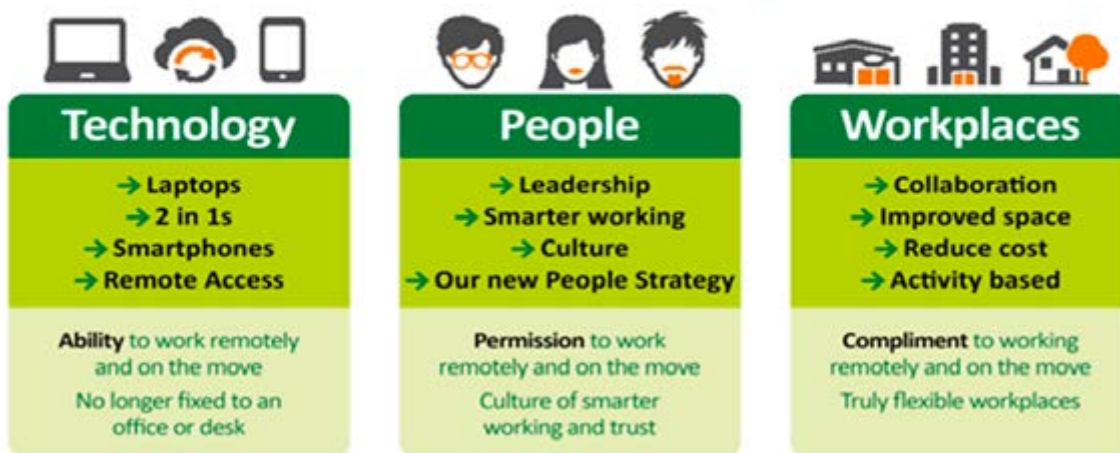 Technology
→ Laptops
→ 2 in 1s
→ Smartphones
→ Remote Access
Ability to work remotely
and on the move
No longer fixed to an
office or desk
People
→ Leadership
→ Smarter working
→ Culture
→ Our new People Strategy
Permission to work
remotely and on the move
Culture of smarter
working and trust
Workplaces
→ Collaboration
→ Improved space
→ Reduce cost
→ Activity based
Compliment to working
remotely and on the move
Truly flexible workplaces